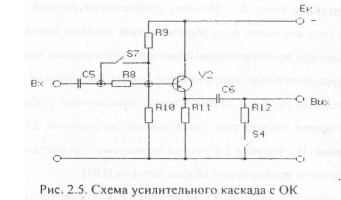 Ек
−
R9
S7
Вх
C5
R8
V2
C6
Вых
R10
R11
R12
S4
Рис. 2.5. Схема усилительного каскада с ОК